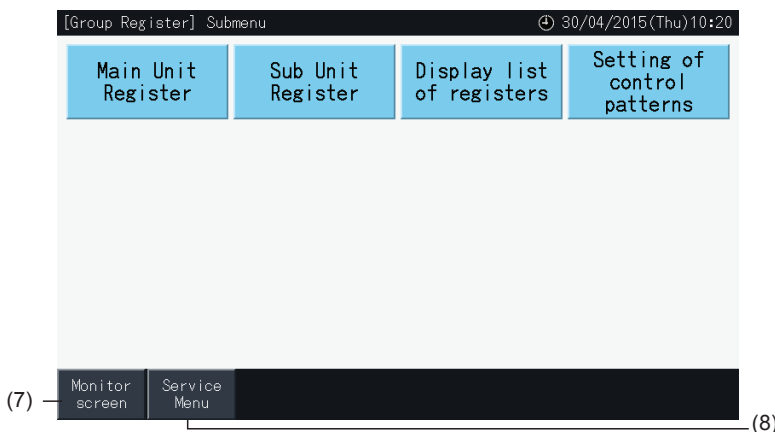 [Group Register] Submenu
30/04/2015(Thu)10:20
Main Unit
Register
Sub Unit
Register
Display list
of registers
Setting of
control
patterns
(7)
Monitor
screen
Service
Menu
(8)